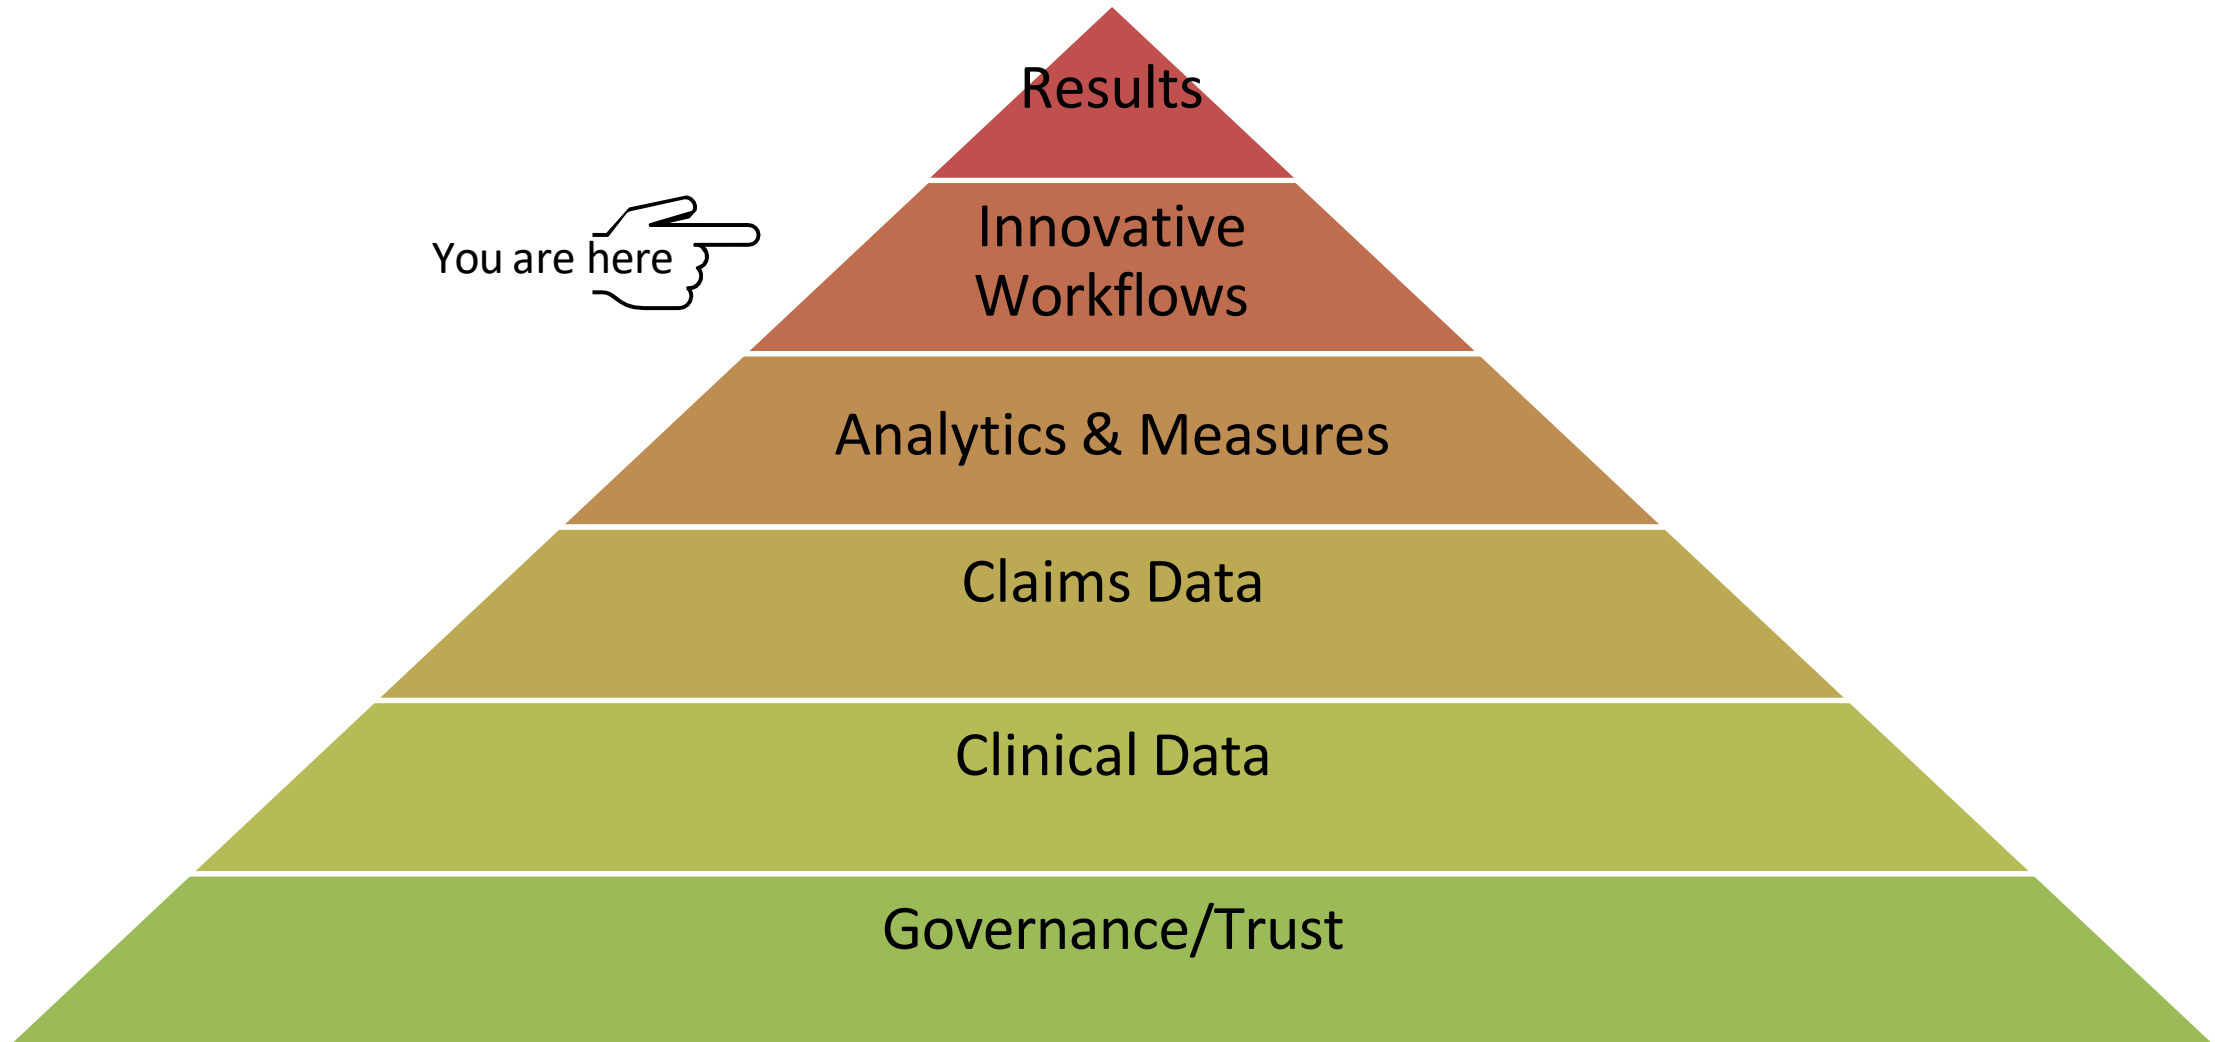 Results
You are here
Innovative
Workflows
Analytics & Measures
Claims Data
Clinical Data
Governance/Trust